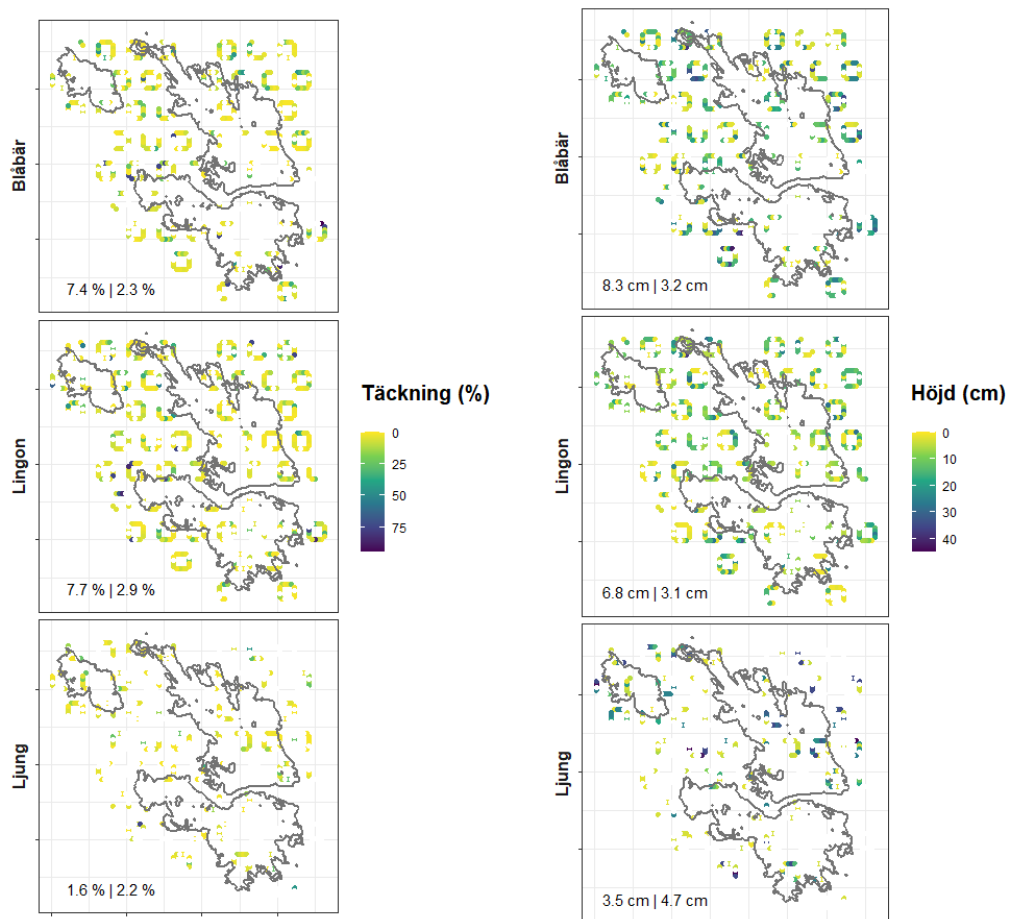 Blåbär
7.4 % | 2.3 %
Lingon
7.7 % | 2.9 %
Ljung
1.6 % | 2.2 %
Täckning (%)
0
25
50
75
Blåbär
8.3 cm | 3.2 cm
Lingon
6.8 cm | 3.1 cm
Ljung
3.5 cm | 4.7 cm
Höjd (cm)
0
10
20
30
40